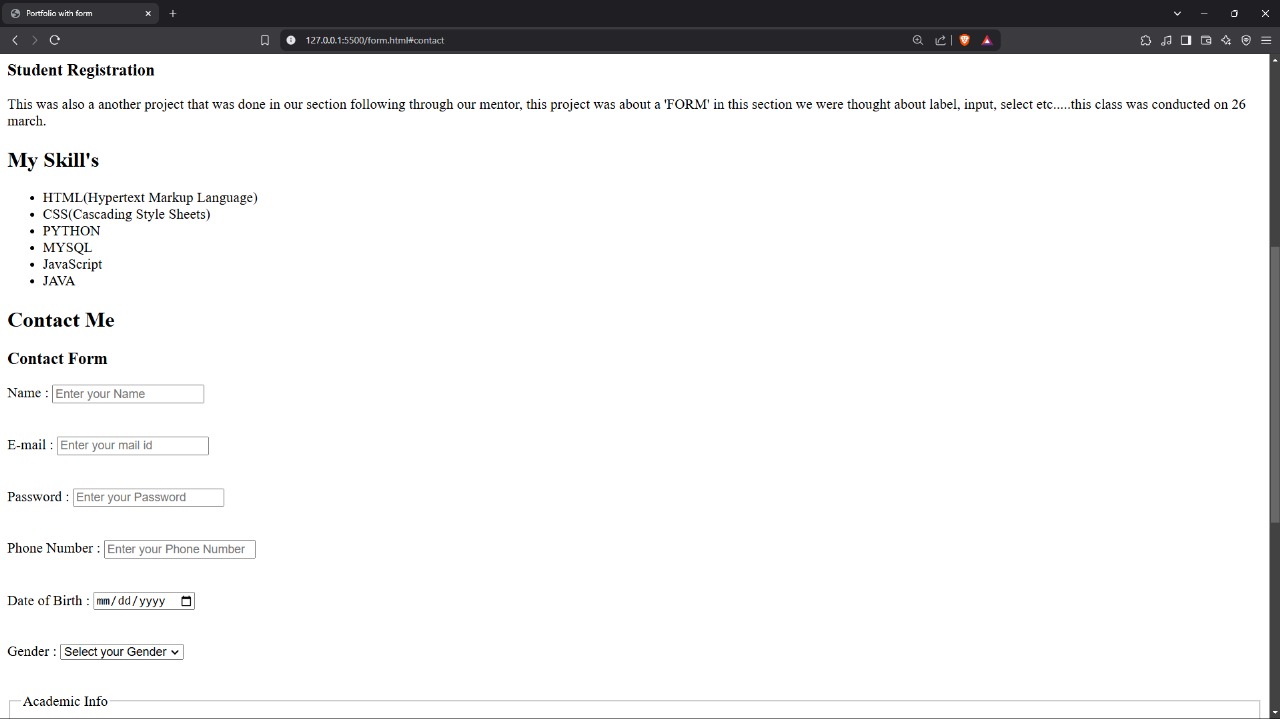 Portfolio with form
127.0.0.1:5500/form.html#contact
Student Registration
This was also a another project that was done in our section following through our mentor, this project was about a 'FORM' in this section we were thought about label, input, select etc.....this class was conducted on 26
march.
My Skill's
HTML(Hypertext Markup Language)
CSS(Cascading Style Sheets)
PYTHON
MYSQL
JavaScript
JAVA
Contact Me
Contact Form
Name : Enter your Name
E-mail : Enter your mail id
Password : Enter your Password
Phone Number : Enter your Phone Number
Date of Birth : mm/dd/yyyy
Gender : Select your Gender
Academic Info